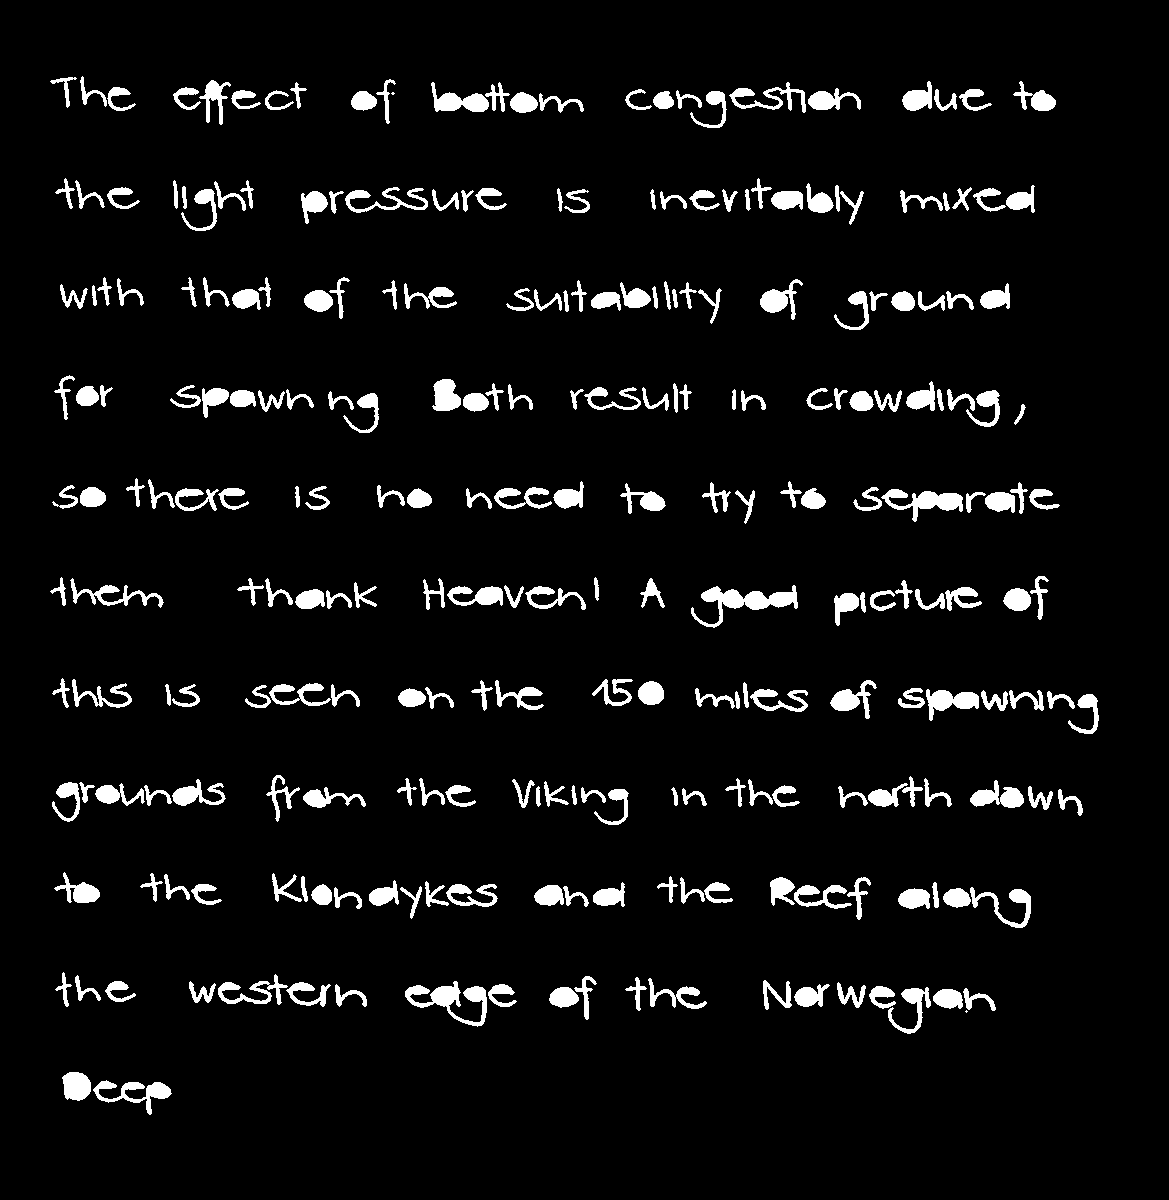 The effect of bottom congestion due to
the light pressure is inevitably mixed
with that of the suitability of ground
for spawning Both result in crowding,
so there is no need to try to separate
them thank Heaven! A good picture of
this is seen on the 150 miles of spawning
grounds from the Viking in the north down
to the Klondykes and the Reef along
the western edge of the Norwegian
Deep